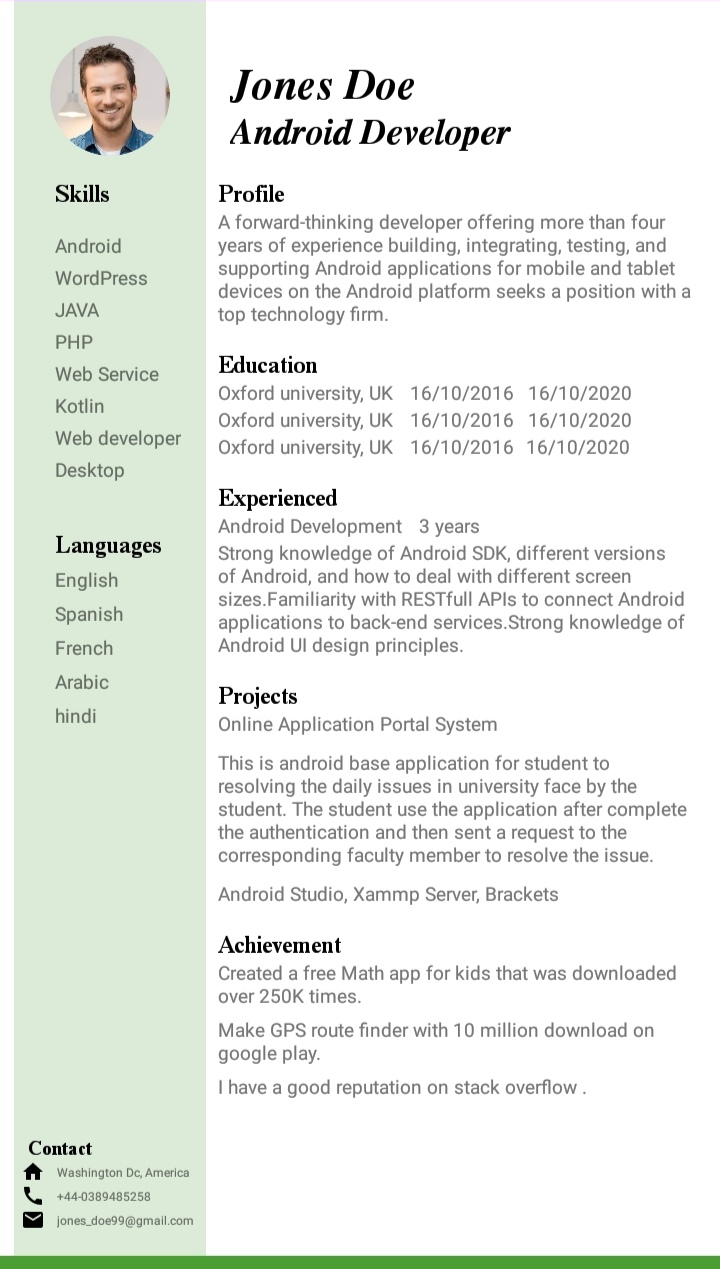 Jones Doe
Android Developer
Skills
Android
WordPress
JAVA
PHP
Web Service
Kotlin
Web developer
Desktop
Languages
English
Spanish
French
Arabic
hindi
Contact
Washington Dc, America
+44-0389485258
jones_doe99@gmail.com
Profile
A forward-thinking developer offering more than four
years of experience building, integrating, testing, and
supporting Android applications for mobile and tablet
devices on the Android platform seeks a position with a
top technology firm.
Education
Oxford university, UK 16/10/2016 16/10/2020
Oxford university, UK 16/10/2016 16/10/2020
Oxford university, UK 16/10/2016 16/10/2020
Experienced
Android Development 3 years
Strong knowledge of Android SDK, different versions
of Android, and how to deal with different screen
sizes.Familiarity with RESTfull APIs to connect Android
applications to back-end services.Strong knowledge of
Android UI design principles.
Projects
Online Application Portal System
This is android base application for student to
resolving the daily issues in university face by the
student. The student use the application after complete
the authentication and then sent a request to the
corresponding faculty member to resolve the issue.
Android Studio, Xammp Server, Brackets
Achievement
Created a free Math app for kids that was downloaded
over 250K times.
Make GPS route finder with 10 million download on
google play.
I have a good reputation on stack overflow .